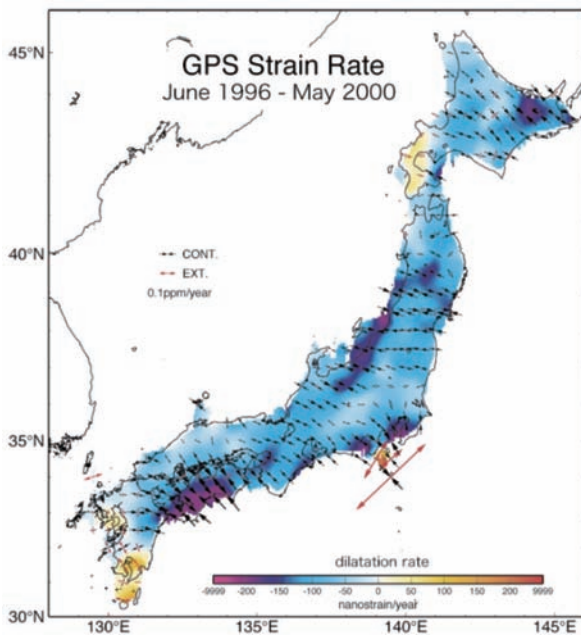 45°N
GPS Strain Rate
June 1996 - May 2000
40°N
CONT.
EXT.
0.1ppm/year
35°N
dilatation rate
-9999 -200 -150 -100 -50 0 50 100 150 200 9999
nanostrain/year
30°N
130°E 135°E 140°E 145°E